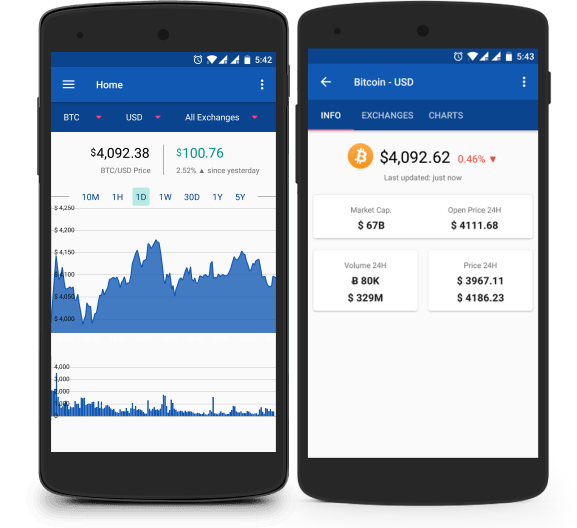 5:42
Home
BTC USD All Exchanges
$4,092.38 $100.76
BTC/USD Price 2.52% ▲ since yesterday
10M 1H 1D 1W 30D 1Y 5Y
$ 4,250
$ 4,200
$ 4,150
$ 4,100
$ 4,050
$ 4,000
4,000
3,000
2,000
1,000
0
5:43
Bitcoin - USD
INFO EXCHANGES CHARTS
$4,092.62 0.46% ▼
Last updated: just now
Market Cap. Open Price 24H
$ 67B $ 4111.68
Volume 24H Price 24H
Ƀ 80K $ 3967.11
$ 329M $ 4186.23